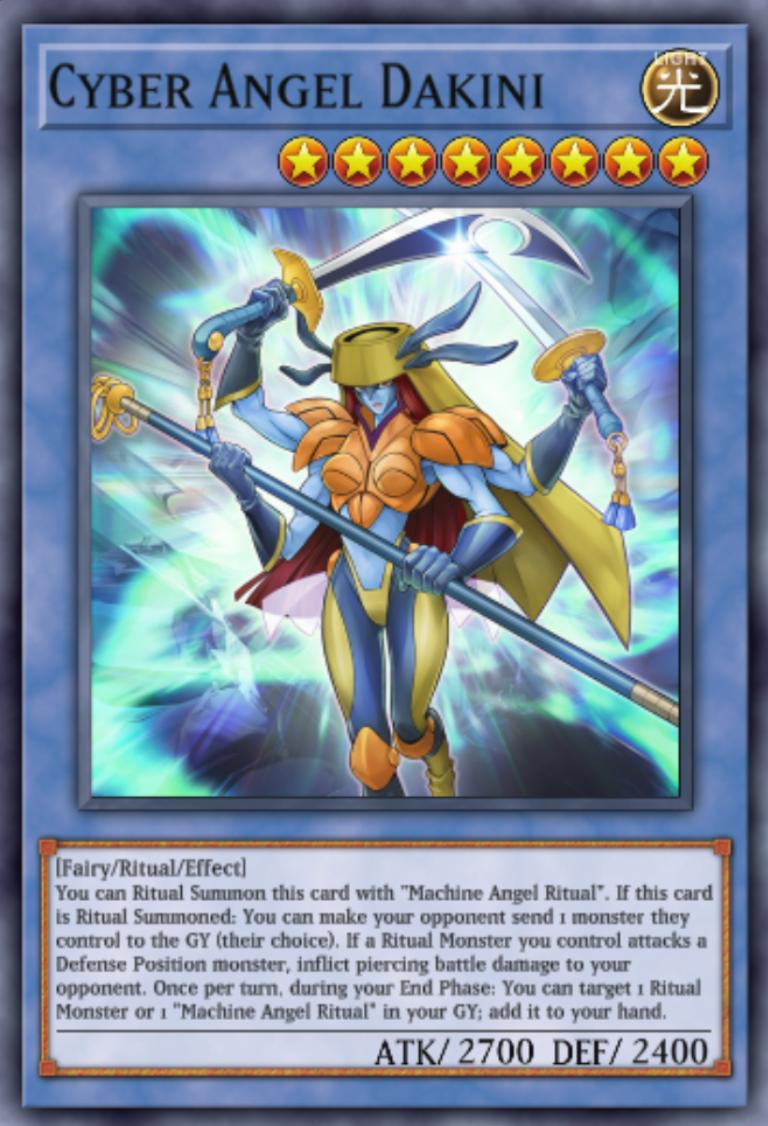 CYBER ANGEL DAKINI
LIGHT
光
[Fairy/Ritual/Effect]
You can Ritual Summon this card with "Machine Angel Ritual". If this card
is Ritual Summoned: You can make your opponent send 1 monster they
control to the GY (their choice). If a Ritual Monster you control attacks a
Defense Position monster, inflict piercing battle damage to your
opponent. Once per turn, during your End Phase: You can target 1 Ritual
Monster or 1 "Machine Angel Ritual" in your GY; add it to your hand.
ATK/ 2700 DEF/ 2400